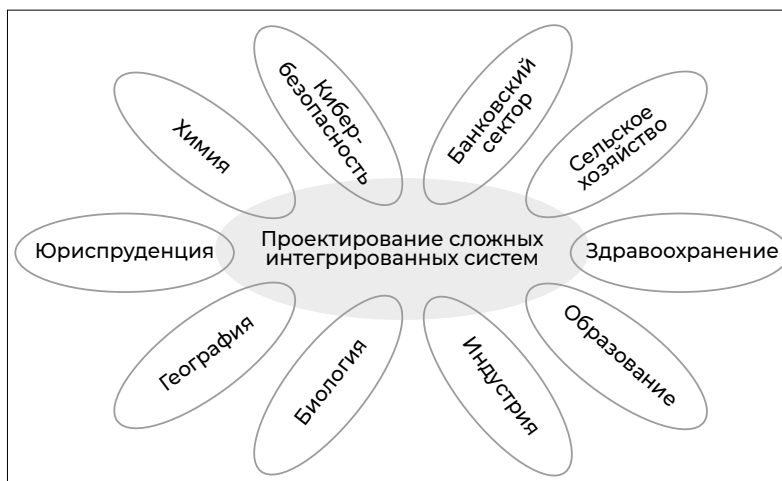 Кибер-
безопасность
Банковский
сектор
Химия
Сельское
хозяйство
Юриспруденция
Проектирование сложных
интегрированных систем
Здравоохранение
География
Биология
Индустрия
Образование